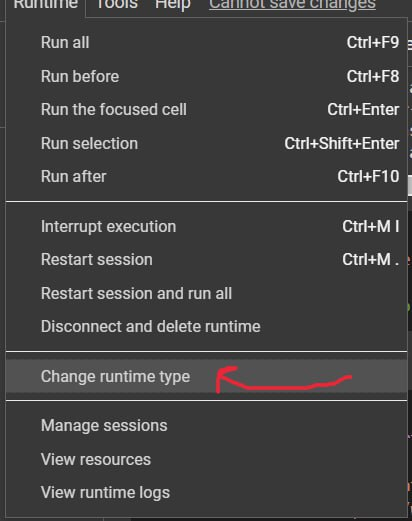 Runtime Tools Help Cannot save changes
Run all Ctrl+F9
Run before Ctrl+F8
Run the focused cell Ctrl+Enter
Run selection Ctrl+Shift+Enter
Run after Ctrl+F10
Interrupt execution Ctrl+M I
Restart session Ctrl+M .
Restart session and run all
Disconnect and delete runtime
Change runtime type
Manage sessions
View resources
View runtime logs